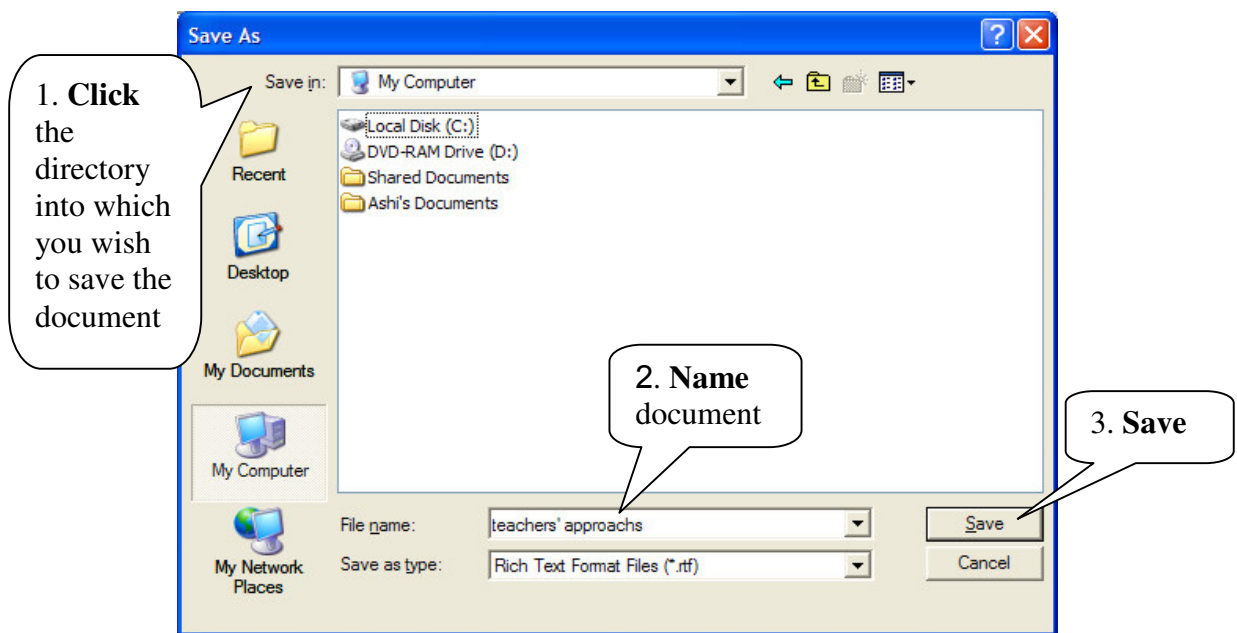 Save As
1. Click
the
directory
into which
you wish
to save the
document
Save in:
My Computer
Recent
Desktop
My Documents
My Computer
My Network
Places
Local Disk (C:)
DVD-RAM Drive (D:)
Shared Documents
Ashi's Documents
2. Name
document
3. Save
File name:
teachers' approachs
Save
Save as type:
Rich Text Format Files (*.rtf)
Cancel